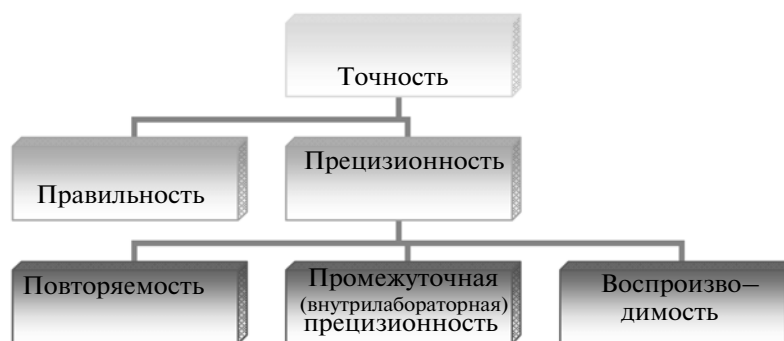 Точность
Правильность
Прецизионность
Повторяемость
Промежуточная
(внутрилабораторная)
прецизионность
Воспроизво–
димость